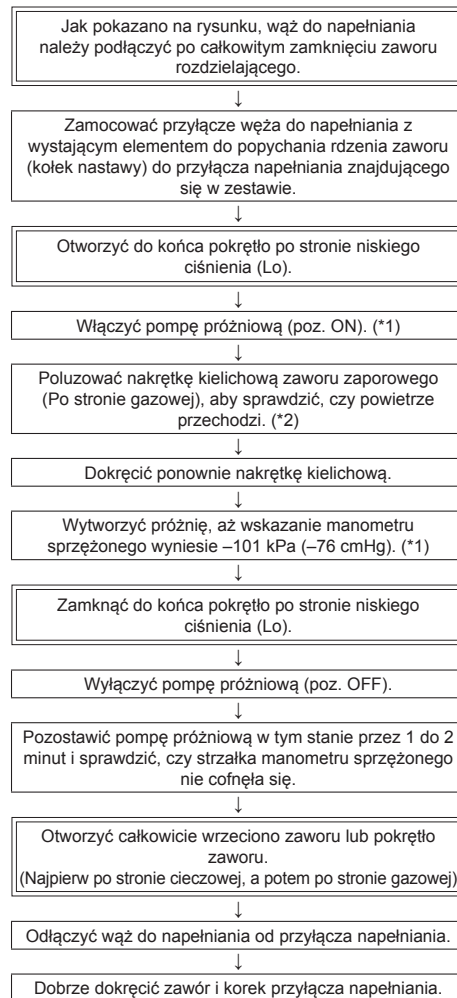 Jak pokazano na rysunku, wąż do napełniania
należy podłączyć po całkowitym zamknięciu zaworu
rozdzielającego.
↓
Zamocować przyłącze węża do napełniania z
wystającym elementem do popychania rdzenia zaworu
(kołek nastawy) do przyłącza napełniania znajdującego
się w zestawie.
↓
Otworzyć do końca pokrętło po stronie niskiego
ciśnienia (Lo).
↓
Włączyć pompę próżniową (poz. ON). (*1)
↓
Poluzować nakrętkę kielichową zaworu zaporowego
(Po stronie gazowej), aby sprawdzić, czy powietrze
przechodzi. (*2)
↓
Dokręcić ponownie nakrętkę kielichową.
↓
Wytworzyć próżnię, aż wskazanie manometru
sprzężonego wyniesie –101 kPa (–76 cmHg). (*1)
↓
Zamknąć do końca pokrętło po stronie niskiego
ciśnienia (Lo).
↓
Wyłączyć pompę próżniową (poz. OFF).
↓
Pozostawić pompę próżniową w tym stanie przez 1 do 2
minut i sprawdzić, czy strzałka manometru sprzężonego
nie cofnęła się.
↓
Otworzyć całkowicie wrzeciono zaworu lub pokrętło
zaworu.
(Najpierw po stronie cieczowej, a potem po stronie gazowej)
↓
Odłączyć wąż do napełniania od przyłącza napełniania.
↓
Dobrze dokręcić zawór i korek przyłącza napełniania.